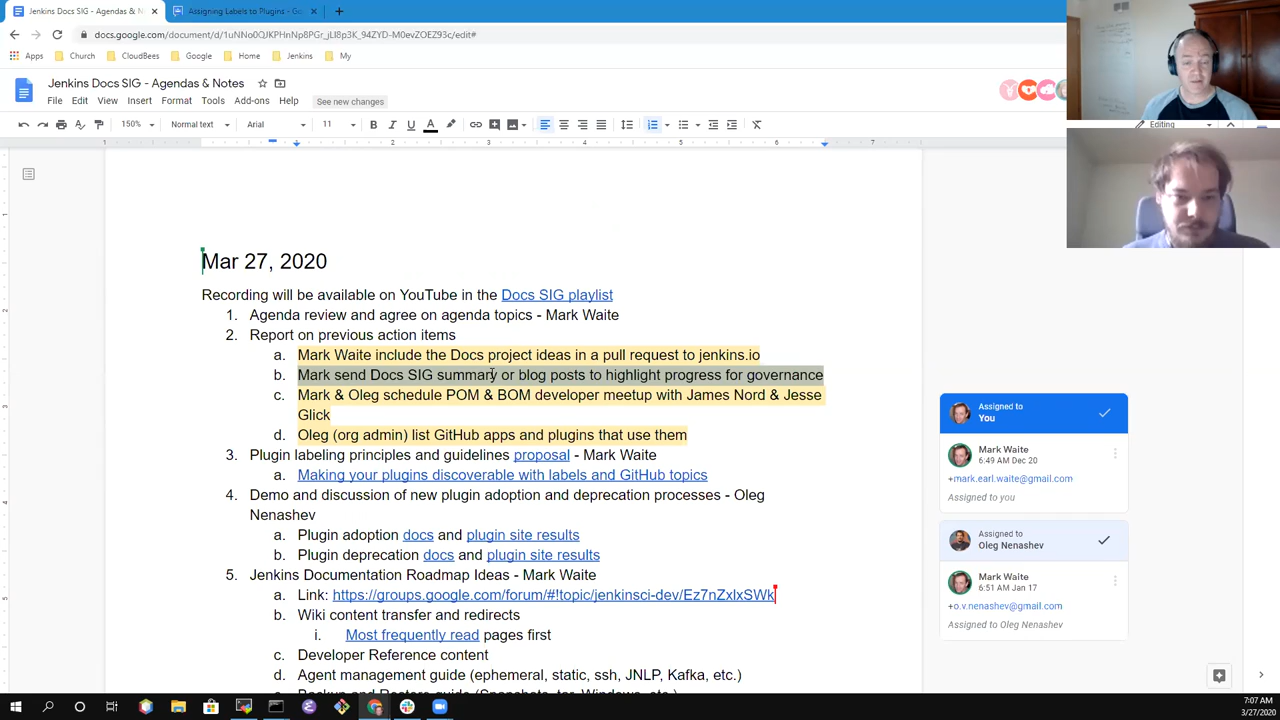 Jenkins Docs SIG - Agendas & Notes
Assigning Labels to Plugins - Go
docs.google.com/document/d/1uNNo0QJKPHnNp8PGr_jLl8p3K_94ZYD-M0evZOEZ93c/edit#
Apps Church CloudBees Google Home Jenkins My
Jenkins Docs SIG - Agendas & Notes
File Edit View Insert Format Tools Add-ons Help See new changes
150% Normal text Arial 11 Editing
1 2 3 4 5 6 7
Mar 27, 2020
Recording will be available on YouTube in the Docs SIG playlist
1. Agenda review and agree on agenda topics - Mark Waite
2. Report on previous action items
a. Mark Waite include the Docs project ideas in a pull request to jenkins.io
b. Mark send Docs SIG summary or blog posts to highlight progress for governance
c. Mark & Oleg schedule POM & BOM developer meetup with James Nord & Jesse
Glick
d. Oleg (org admin) list GitHub apps and plugins that use them
3. Plugin labeling principles and guidelines proposal - Mark Waite
a. Making your plugins discoverable with labels and GitHub topics
4. Demo and discussion of new plugin adoption and deprecation processes - Oleg
Nenashev
a. Plugin adoption docs and plugin site results
b. Plugin deprecation docs and plugin site results
5. Jenkins Documentation Roadmap Ideas - Mark Waite
a. Link: https://groups.google.com/forum/#!topic/jenkinsci-dev/Ez7nZxIxSWk
b. Wiki content transfer and redirects
i. Most frequently read pages first
c. Developer Reference content
d. Agent management guide (ephemeral, static, ssh, JNLP, Kafka, etc.)
Assigned to
You
Mark Waite
6:49 AM Dec 20
+mark.earl.waite@gmail.com
Assigned to you
Assigned to
Oleg Nenashev
Mark Waite
6:51 AM Jan 17
+o.v.nenashev@gmail.com
Assigned to Oleg Nenashev
7:07 AM
3/27/2020